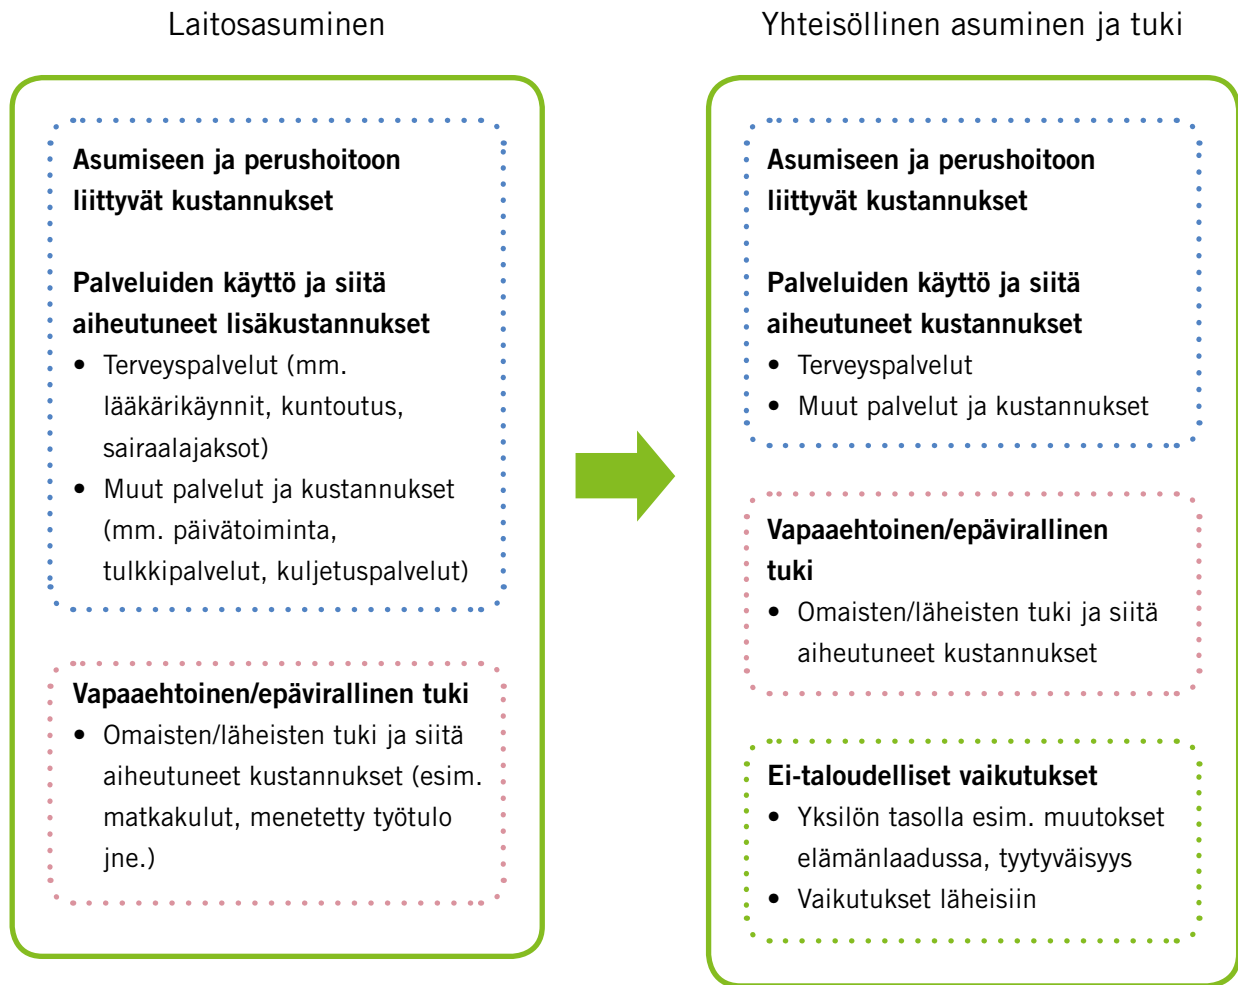 Laitosasuminen
Asumiseen ja perushoitoon
liittyvät kustannukset
Palveluiden käyttö ja siitä
aiheutuneet lisäkustannukset
• Terveyspalvelut (mm.
lääkärikäynnit, kuntoutus,
sairaalajaksot)
• Muut palvelut ja kustannukset
(mm. päivätoiminta,
tulkkipalvelut, kuljetuspalvelut)
Vapaaehtoinen/epävirallinen tuki
• Omaisten/läheisten tuki ja siitä
aiheutuneet kustannukset (esim.
matkakulut, menetetty työtulo
jne.)
Yhteisöllinen asuminen ja tuki
Asumiseen ja perushoitoon
liittyvät kustannukset
Palveluiden käyttö ja siitä
aiheutuneet kustannukset
• Terveyspalvelut
• Muut palvelut ja kustannukset
Vapaaehtoinen/epävirallinen
tuki
• Omaisten/läheisten tuki ja siitä
aiheutuneet kustannukset
Ei-taloudelliset vaikutukset
• Yksilön tasolla esim. muutokset
elämänlaadussa, tyytyväisyys
• Vaikutukset läheisiin